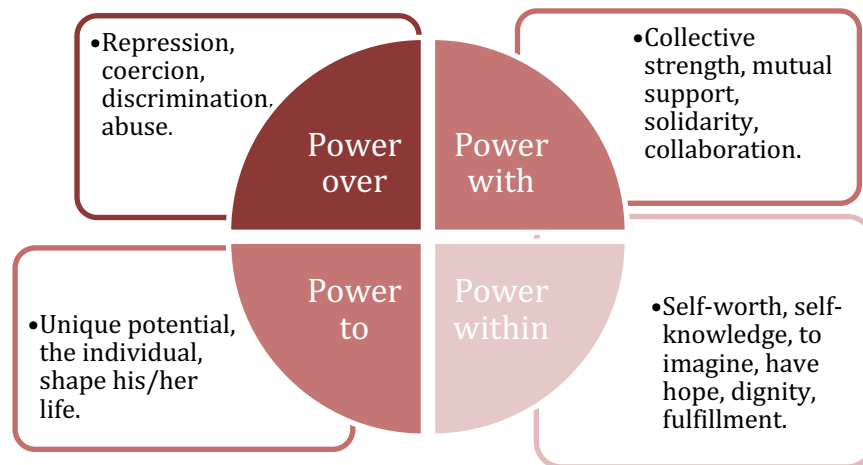 •Repression,
coercion,
discrimination,
abuse.
•Collective
strength, mutual
support,
solidarity,
collaboration.
Power
over
Power
with
Power
to
Power
within
•Unique potential,
the individual,
shape his/her
life.
•Self-worth, self-
knowledge, to
imagine, have
hope, dignity,
fulfillment.